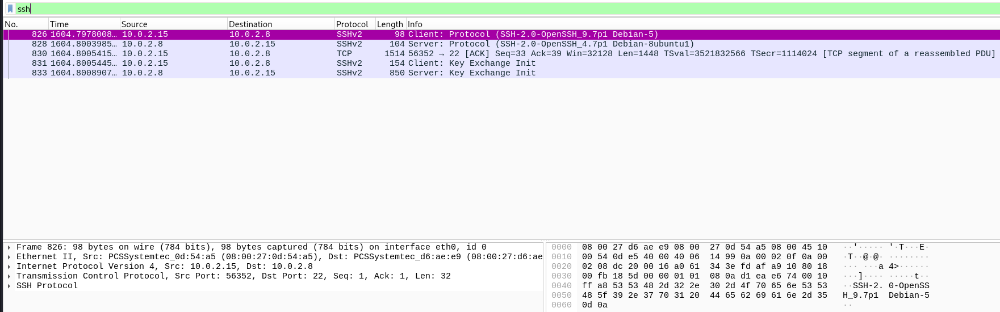 ssh
No. Time Source Destination Protocol Length Info
826 1604.7978008… 10.0.2.15 10.0.2.8 SSHv2 98 Client: Protocol (SSH-2.0-OpenSSH_9.7p1 Debian-5)
828 1604.8003985… 10.0.2.8 10.0.2.15 SSHv2 104 Server: Protocol (SSH-2.0-OpenSSH_4.7p1 Debian-8ubuntu1)
830 1604.8005415… 10.0.2.15 10.0.2.8 TCP 1514 56352 → 22 [ACK] Seq=33 Ack=39 Win=32128 Len=1448 TSval=3521832566 TSecr=1114024 [TCP segment of a reassembled PDU]
831 1604.8005445… 10.0.2.15 10.0.2.8 SSHv2 154 Client: Key Exchange Init
833 1604.8008907… 10.0.2.8 10.0.2.15 SSHv2 850 Server: Key Exchange Init
Frame 826: 98 bytes on wire (784 bits), 98 bytes captured (784 bits) on interface eth0, id 0
Ethernet II, Src: PCSSystemtec_0d:54:a5 (08:00:27:0d:54:a5), Dst: PCSSystemtec_d6:ae:e9 (08:00:27:d6:ae
Internet Protocol Version 4, Src: 10.0.2.15, Dst: 10.0.2.8
Transmission Control Protocol, Src Port: 56352, Dst Port: 22, Seq: 1, Ack: 1, Len: 32
SSH Protocol
0000 08 00 27 d6 ae e9 08 00 27 0d 54 a5 08 00 45 10 ··'····· '·T···E·
0010 00 54 0d e5 40 00 40 06 14 99 0a 00 02 0f 0a 00 ·T··@·@· ········
0020 02 08 dc 20 00 16 a0 61 34 3e fd af a9 10 80 18 ··· ···a 4>······
0030 00 fb 18 5d 00 00 01 01 08 0a d1 ea e6 74 00 10 ···]···· ·····t··
0040 ff a8 53 53 48 2d 32 2e 30 2d 4f 70 65 6e 53 53 ··SSH-2. 0-OpenSS
0050 48 5f 39 2e 37 70 31 20 44 65 62 69 61 6e 2d 35 H_9.7p1 Debian-5
0060 0d 0a ··